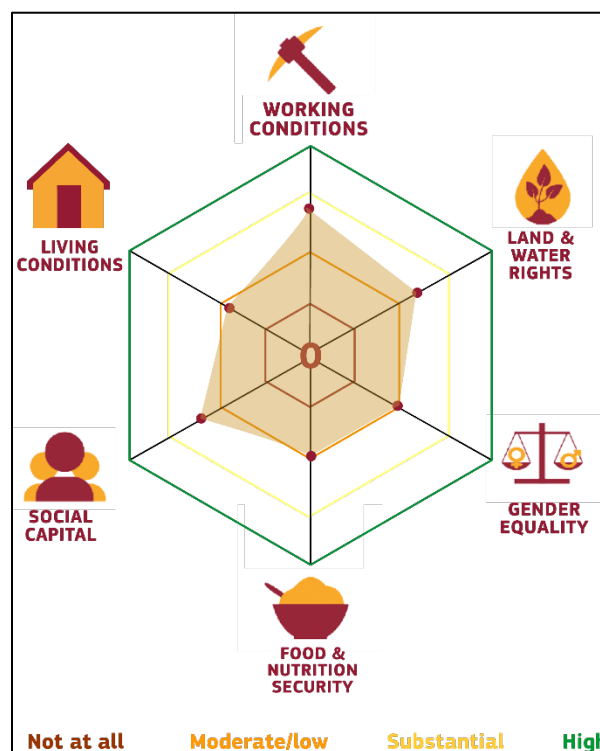 WORKING
CONDITIONS
LIVING
CONDITIONS
LAND &
WATER
RIGHTS
0
SOCIAL
CAPITAL
GENDER
EQUALITY
FOOD &
NUTRITION
SECURITY
Not at all Moderate/low Substantial High